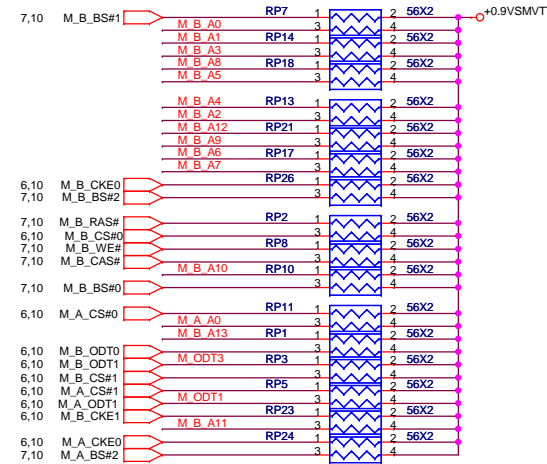 7,10 M_B_BS#1 RP7 1 2 56X2 +0.9VSMVT
M_B_A0 3 4
M_B_A1 RP14 1 2 56X2
M_B_A3 3 4
M_B_A8 RP18 1 2 56X2
M_B_A5 3 4
M_B_A4 RP13 1 2 56X2
M_B_A2 3 4
M_B_A12 RP21 1 2 56X2
M_B_A9 3 4
M_B_A6 RP17 1 2 56X2
M_B_A7 3 4
6,10 M_B_CKE0 RP26 1 2 56X2
7,10 M_B_BS#2 3 4
7,10 M_B_RAS# RP2 1 2 56X2
6,10 M_B_CS#0 3 4
7,10 M_B_WE# RP8 1 2 56X2
7,10 M_B_CAS# 3 4
M_B_A10 RP10 1 2 56X2
7,10 M_B_BS#0 3 4
6,10 M_A_CS#0 RP11 1 2 56X2
M_A_A0 3 4
M_B_A13 RP1 1 2 56X2
6,10 M_B_ODT0 3 4
6,10 M_B_ODT1 M_ODT3 RP3 1 2 56X2
6,10 M_B_CS#1 3 4
6,10 M_A_CS#1 RP5 1 2 56X2
6,10 M_A_ODT1 M_ODT1 3 4
6,10 M_B_CKE1 RP23 1 2 56X2
M_B_A11 3 4
6,10 M_A_CKE0 RP24 1 2 56X2
7,10 M_A_BS#2 3 4